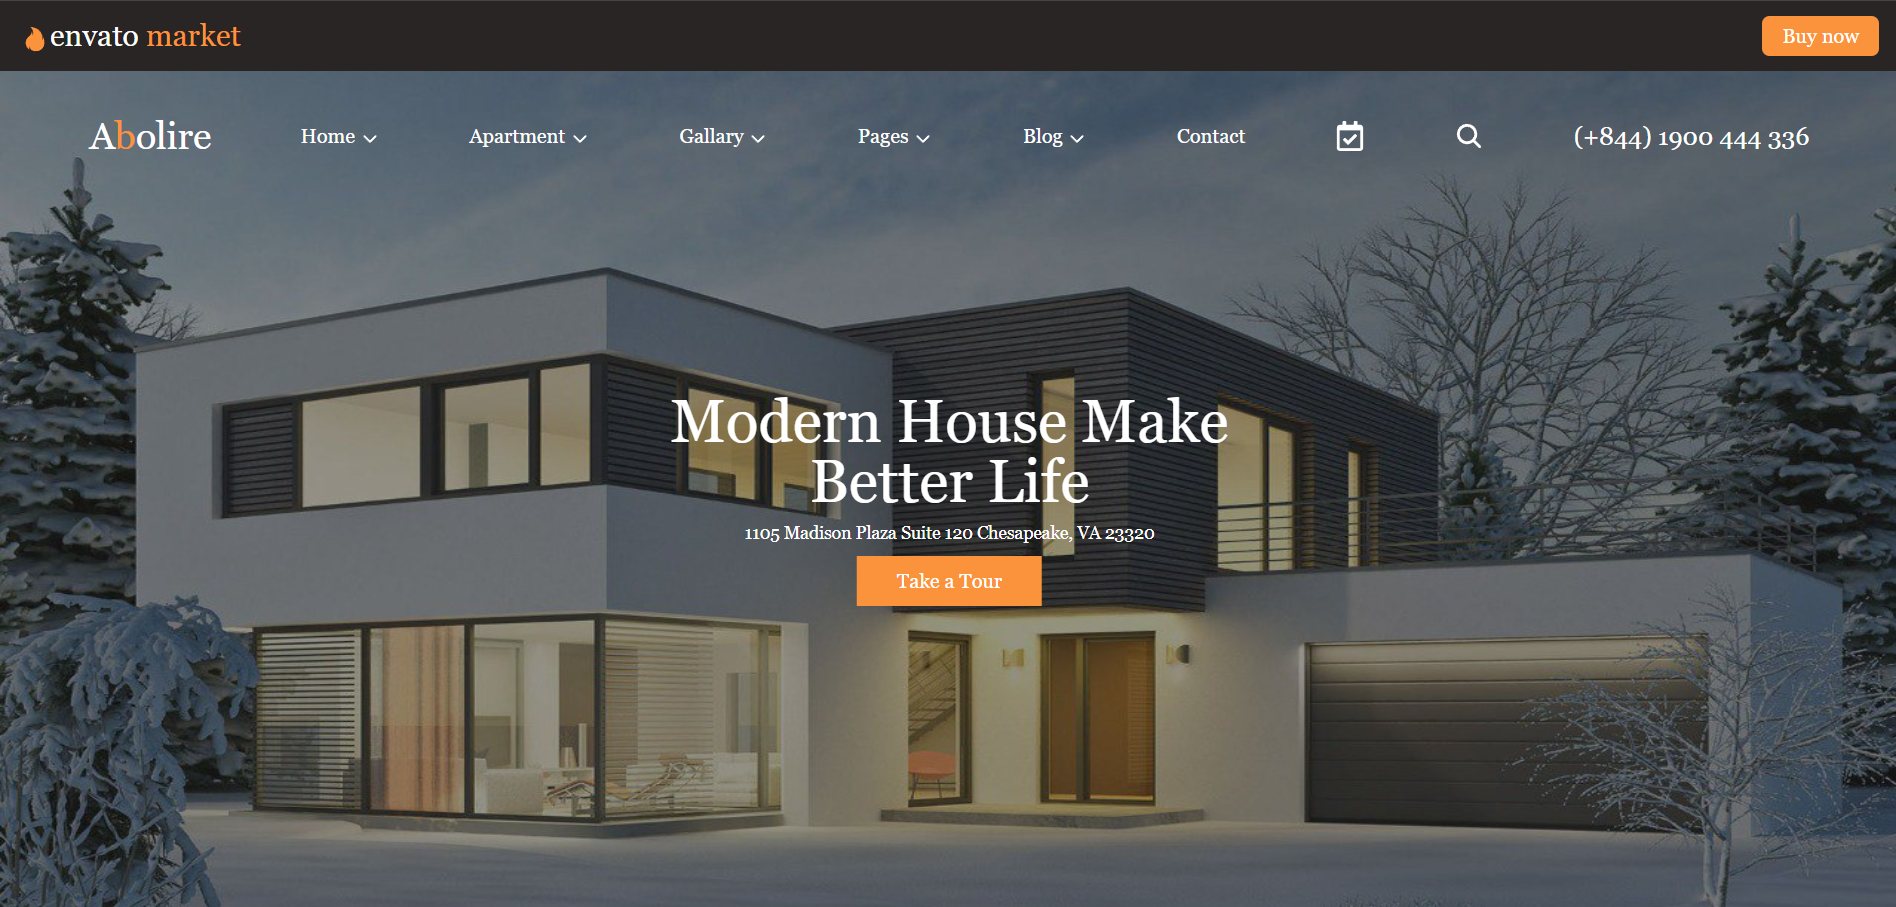 envato market
Buy now
Abolire
Home
Apartment
Gallary
Pages
Blog
Contact
(+844) 1900 444 336
Modern House Make
Better Life
1105 Madison Plaza Suite 120 Chesapeake, VA 23320
Take a Tour